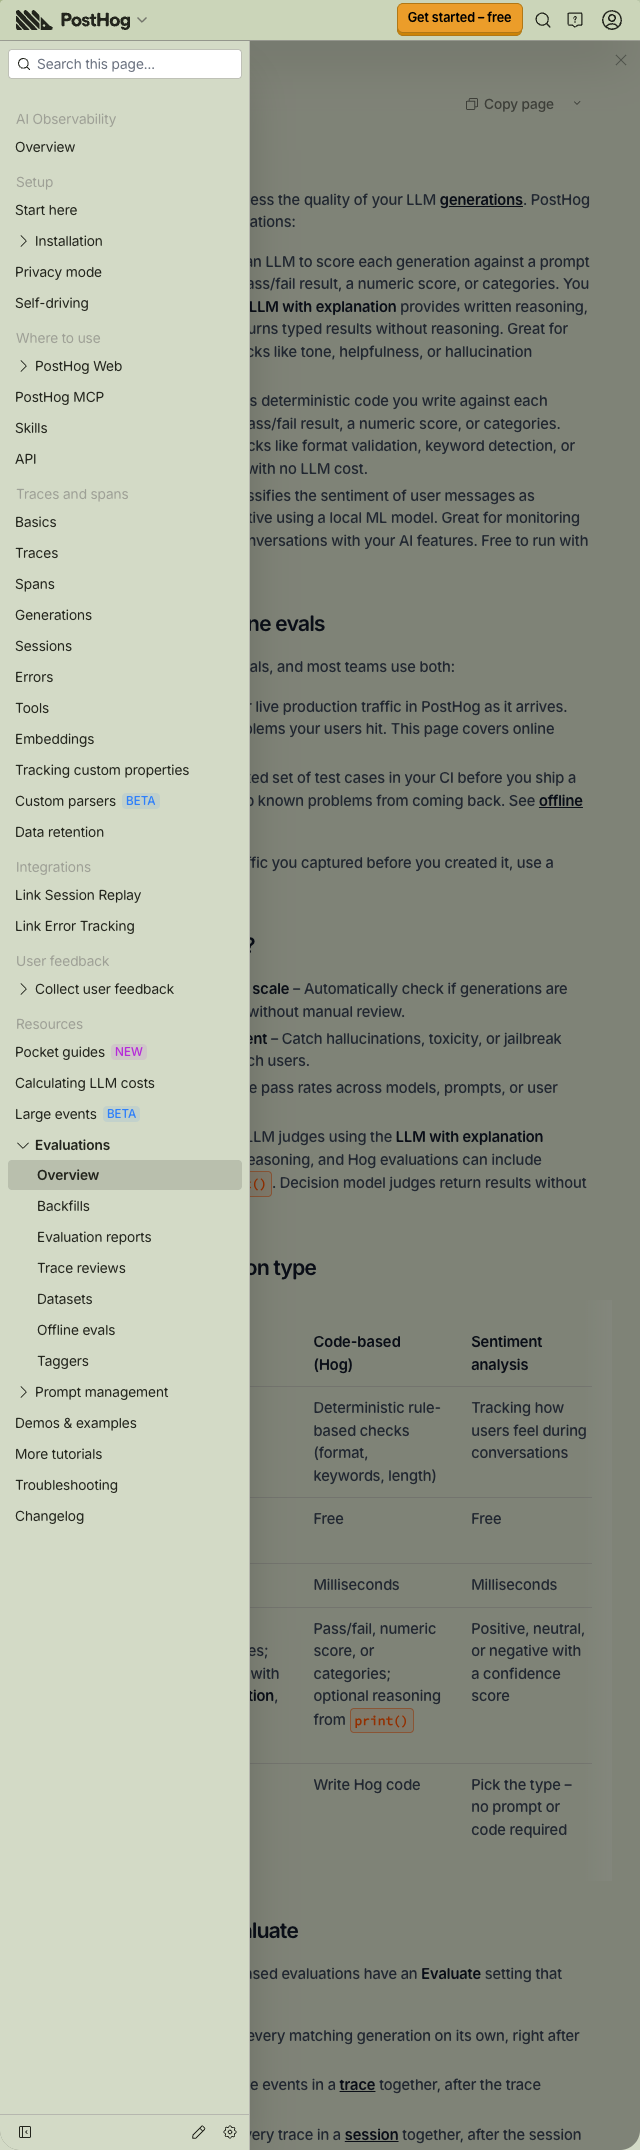 PostHog
Get started – free
Search this page...
AI Observability
Overview
Setup
Start here
Installation
Privacy mode
Self-driving
Where to use
PostHog Web
PostHog MCP
Skills
API
Traces and spans
Basics
Traces
Spans
Generations
Sessions
Errors
Tools
Embeddings
Tracking custom properties
Custom parsers BETA
Data retention
Integrations
Link Session Replay
Link Error Tracking
User feedback
Collect user feedback
Resources
Pocket guides NEW
Calculating LLM costs
Large events BETA
Evaluations
Overview
Backfills
Evaluation reports
Trace reviews
Datasets
Offline evals
Taggers
Prompt management
Demos & examples
More tutorials
Troubleshooting
Changelog
Copy page
ess the quality of your LLM generations. PostHog
ations:
an LLM to score each generation against a prompt
ass/fail result, a numeric score, or categories. You
LLM with explanation provides written reasoning,
urns typed results without reasoning. Great for
cks like tone, helpfulness, or hallucination
s deterministic code you write against each
ass/fail result, a numeric score, or categories.
cks like format validation, keyword detection, or
with no LLM cost.
ssifies the sentiment of user messages as
tive using a local ML model. Great for monitoring
nversations with your AI features. Free to run with
ne evals
als, and most teams use both:
r live production traffic in PostHog as it arrives.
blems your users hit. This page covers online
ked set of test cases in your CI before you ship a
o known problems from coming back. See offline
ffic you captured before you created it, use a
?
scale – Automatically check if generations are
without manual review.
ent – Catch hallucinations, toxicity, or jailbreak
ch users.
e pass rates across models, prompts, or user
LLM judges using the LLM with explanation
easoning, and Hog evaluations can include
t(). Decision model judges return results without
on type
Code-based
(Hog)
Sentiment
analysis
Deterministic rule-
based checks
(format,
keywords, length)
Tracking how
users feel during
conversations
Free
Free
Milliseconds
Milliseconds
es;
with
tion,
Pass/fail, numeric
score, or
categories;
optional reasoning
from print()
Positive, neutral,
or negative with
a confidence
score
Write Hog code
Pick the type –
no prompt or
code required
luate
ased evaluations have an Evaluate setting that
every matching generation on its own, right after
e events in a trace together, after the trace
very trace in a session together, after the session